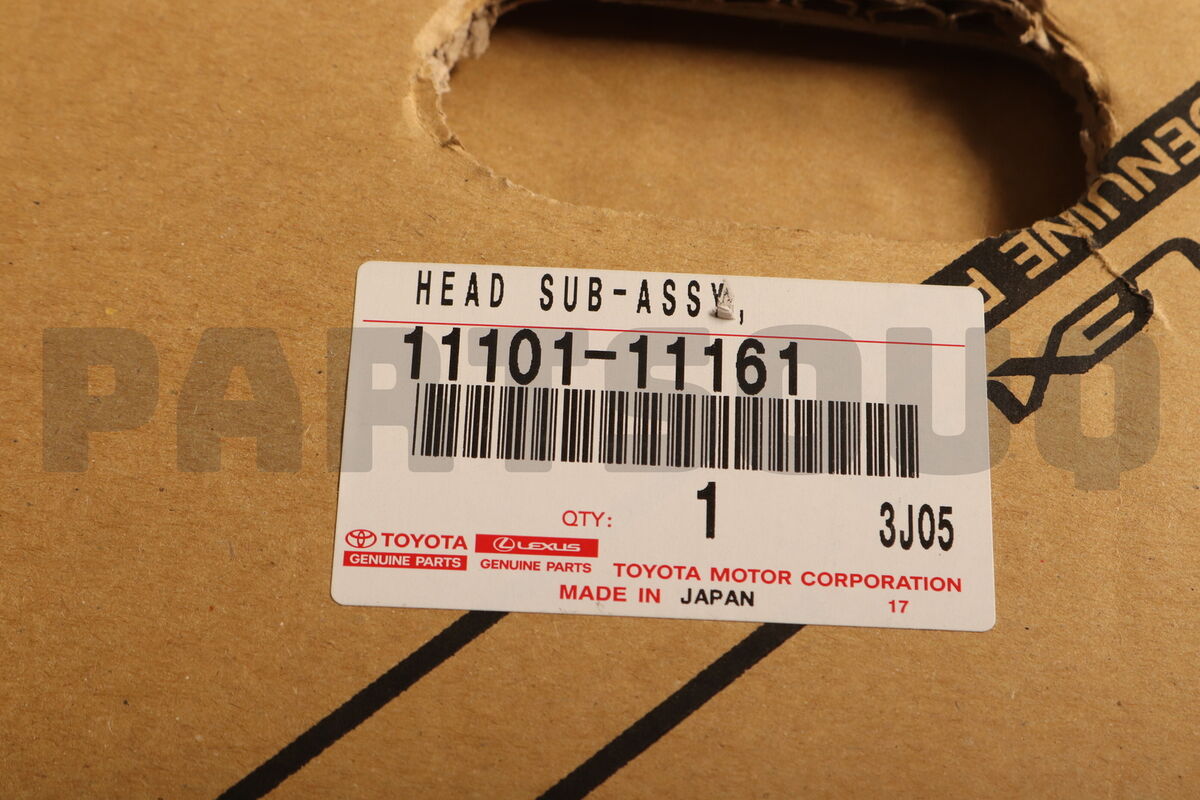 GENUINE P
HEAD SUB-ASSY,
11101-11161
PARTSOUQ
QTY: 1
3J05
TOYOTA
GENUINE PARTS
LEXUS
GENUINE PARTS
TOYOTA MOTOR CORPORATION
MADE IN JAPAN
17